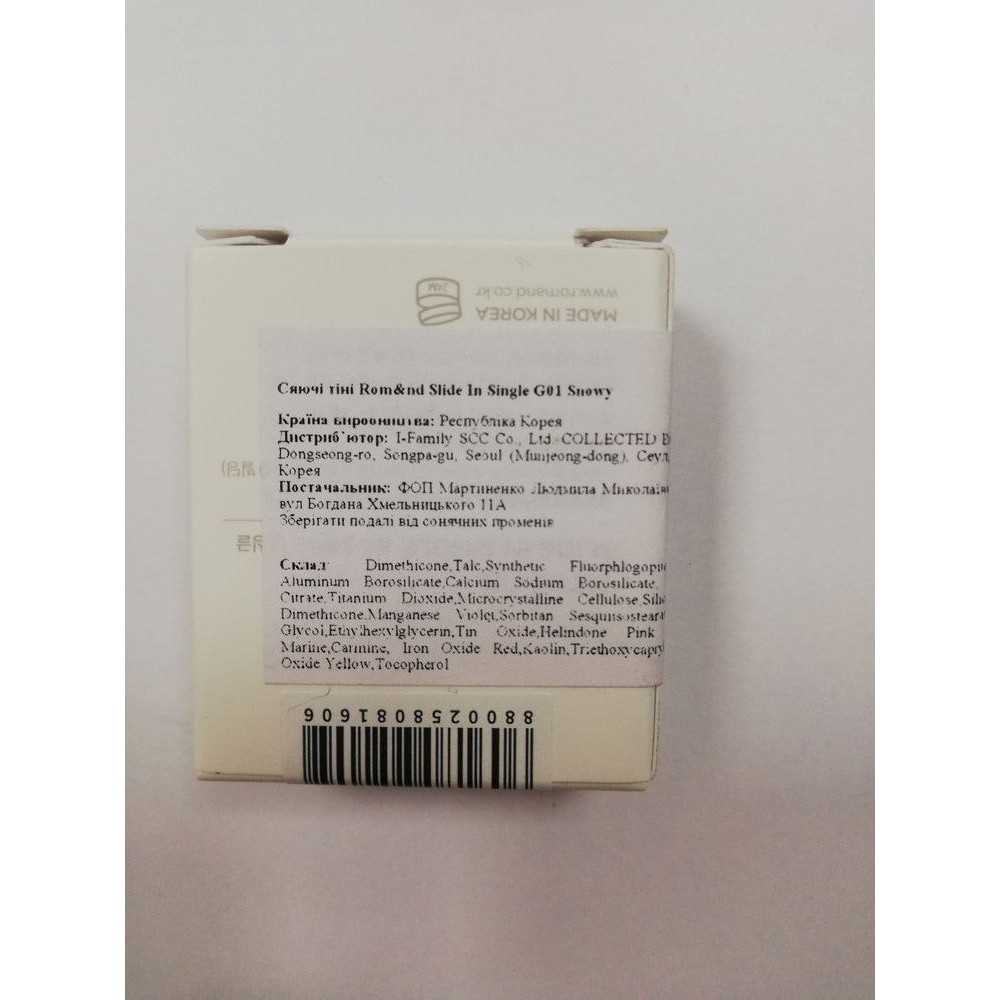 JAM
www.romand.co.kr
MADE IN KOREA
Сяючі тіні Rom&nd Slide In Single G01 Snowy
Країна виробництва: Республіка Корея
Дистриб`ютор: I-Family SCC Co., Ltd. COLLECTED
Dongseong-ro, Songpa-gu, Seoul (Munjeong-dong), Сеул
Корея
Постачальник: ФОП Мартиненко Людмила
вул Богдана Хмельницького 11А
Зберігати подалі від сонячних променів
Склад Dimethicone,Talc,Synthetic
Aluminum Borosilicate,Calcium Sodium Borosilicate,
Citrate,Titanium Dioxide,Microcrystalline Cellulose,
Dimethicone,Manganese Violet,Sorbitan
Glycol,Ethylhexylglycerin,Tin Oxide,Helindone Pink
Marine,Carmine, Iron Oxide Red,Kaolin,
Oxide Yellow,Tocopherol
8800258081606